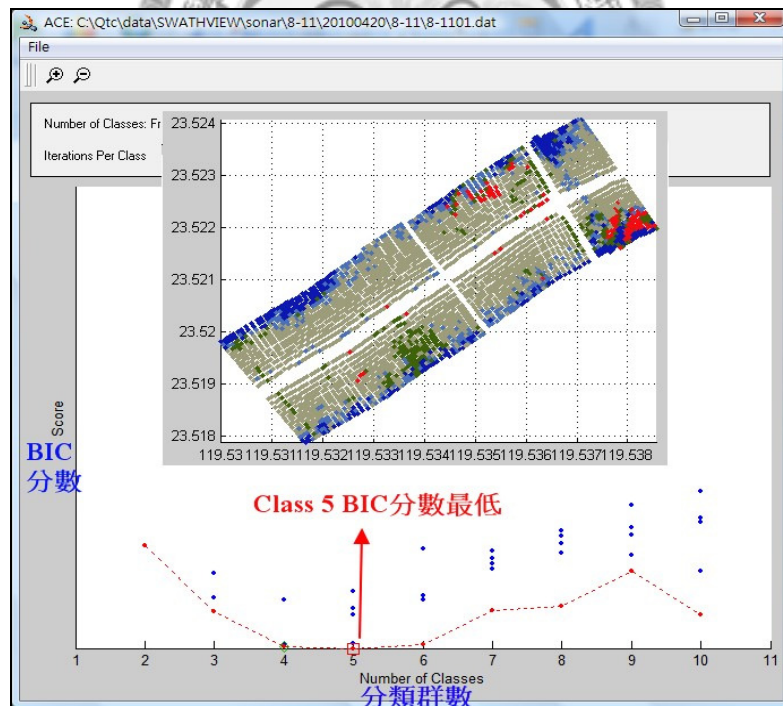 ACE: C:\Qtc\data\SWATHVIEW\sonar\8-11\20100420\8-11\8-1101.dat
File
Number of Classes: Fr
Iterations Per Class
23.524
23.523
23.522
23.521
23.52
23.519
23.518
119.53 119.531 119.532 119.533 119.534 119.535 119.536 119.537 119.538
Score
BIC
分數
Class 5 BIC分數最低
1 2 3 4 5 6 7 8 9 10 11
Number of Classes
分類群數